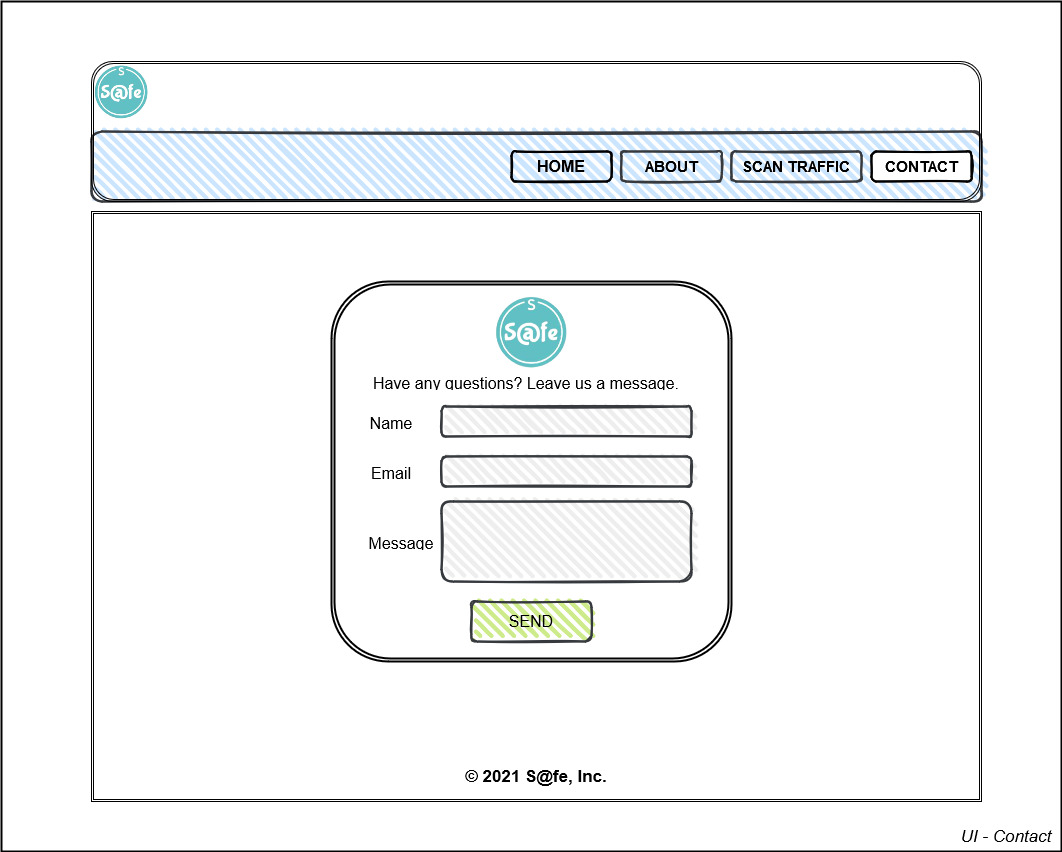 S
S@fe
HOME
ABOUT
SCAN TRAFFIC
CONTACT
S
S@fe
Have any questions? Leave us a message.
Name
Email
Message
SEND
© 2021 S@fe, Inc.
UI - Contact